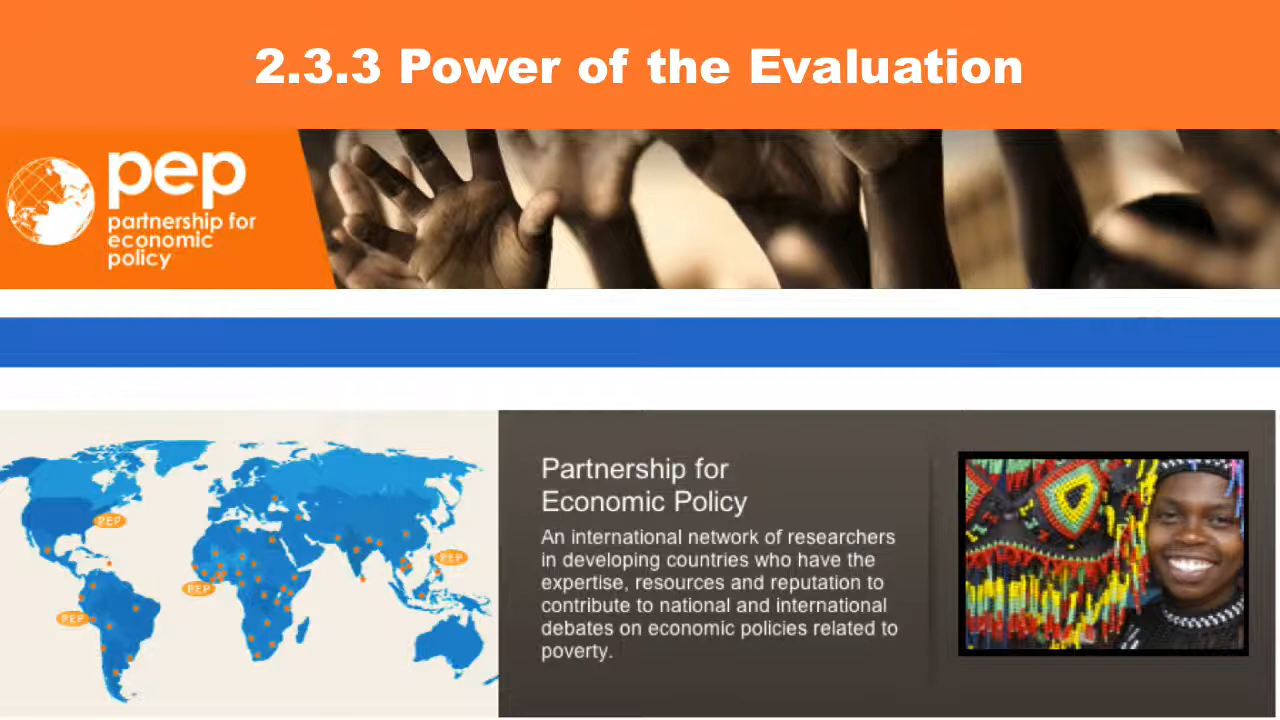 2.3.3 Power of the Evaluation
pep
partnership for
economic
policy
PEP
PEP
PEP
PEP
Partnership for
Economic Policy
An international network of researchers
in developing countries who have the
expertise, resources and reputation to
contribute to national and international
debates on economic policies related to
poverty.